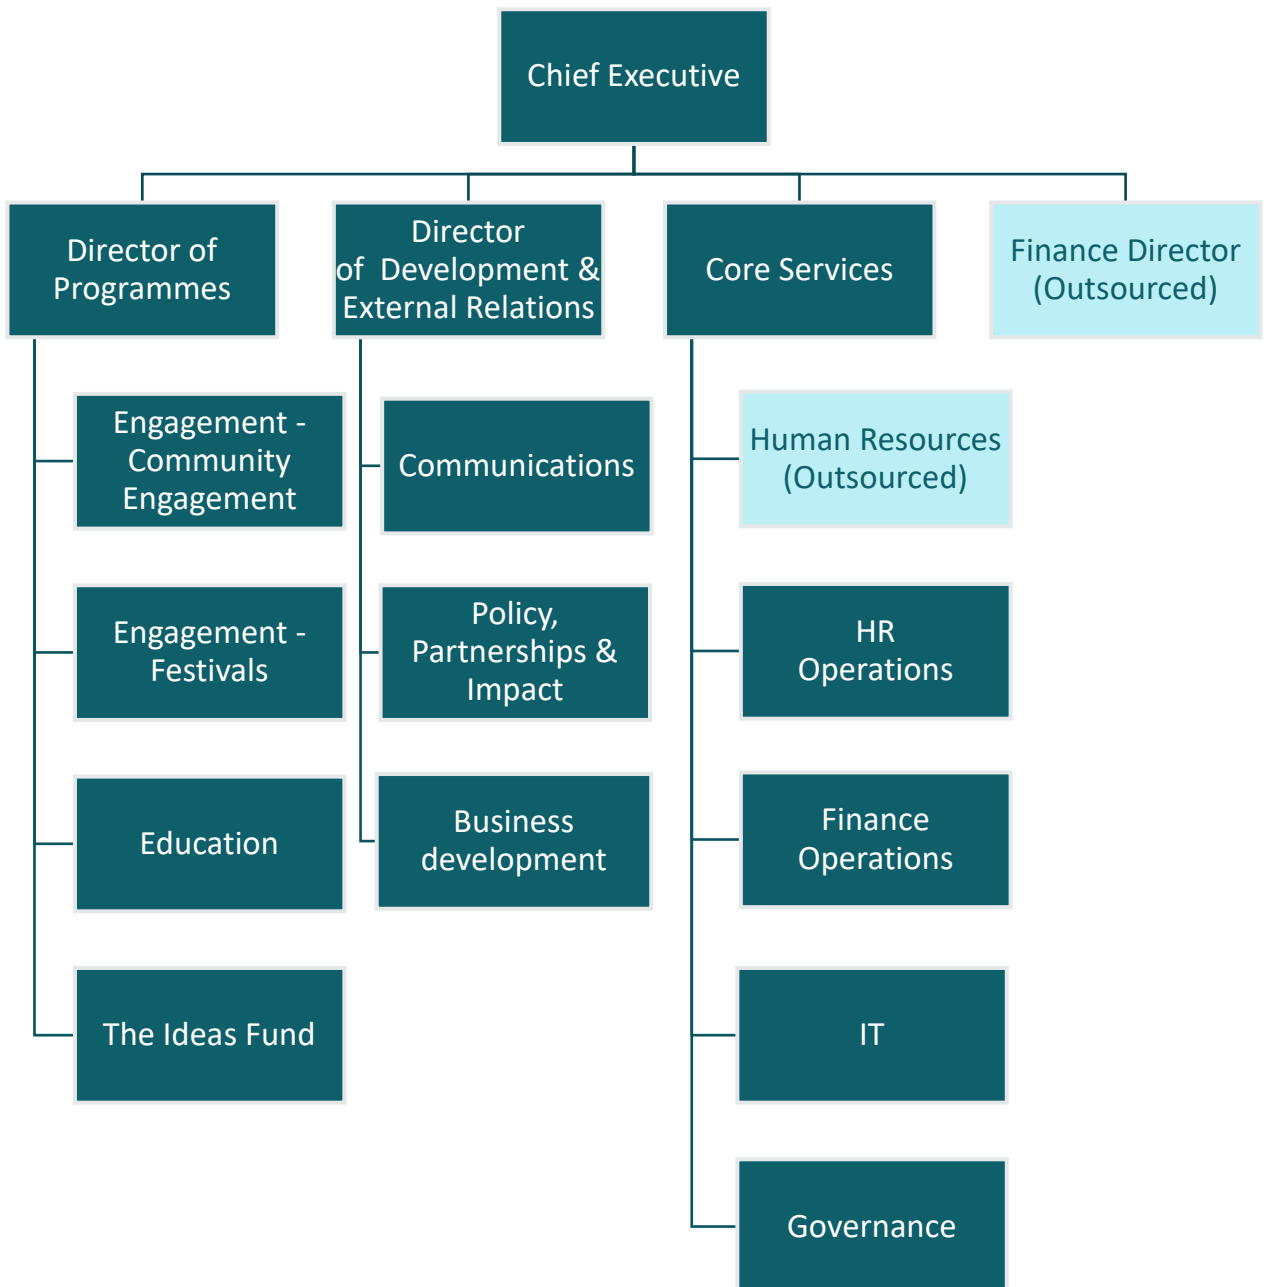 Chief Executive
Director of
Programmes
Director
of  Development &
External Relations
Core Services
Finance Director
(Outsourced)
Engagement -
Community
Engagement
Engagement -
Festivals
Education
The Ideas Fund
Communications
Policy,
Partnerships &
Impact
Business
development
Human Resources
(Outsourced)
HR
Operations
Finance
Operations
IT
Governance